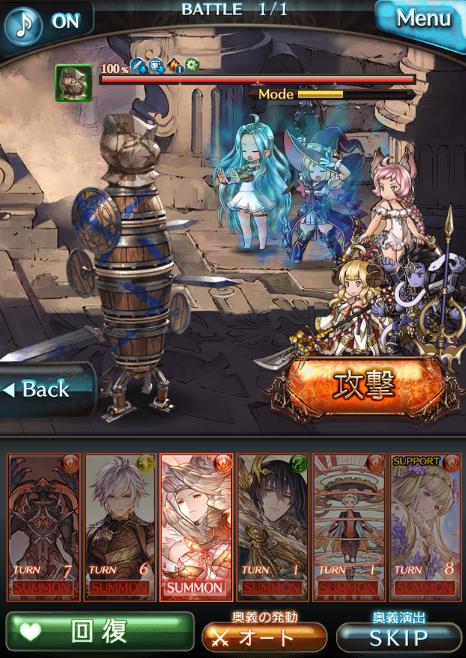 ON
BATTLE 1/1
Menu
100%
Mode
Back
攻撃
SUPPORT
TURN 7
SUMMON
TURN 6
SUMMON
SUMMON
TURN 1
SUMMON
TURN 1
SUMMON
TURN 8
SUMMON
回復
奥義の発動
オート
奥義演出
SKIP